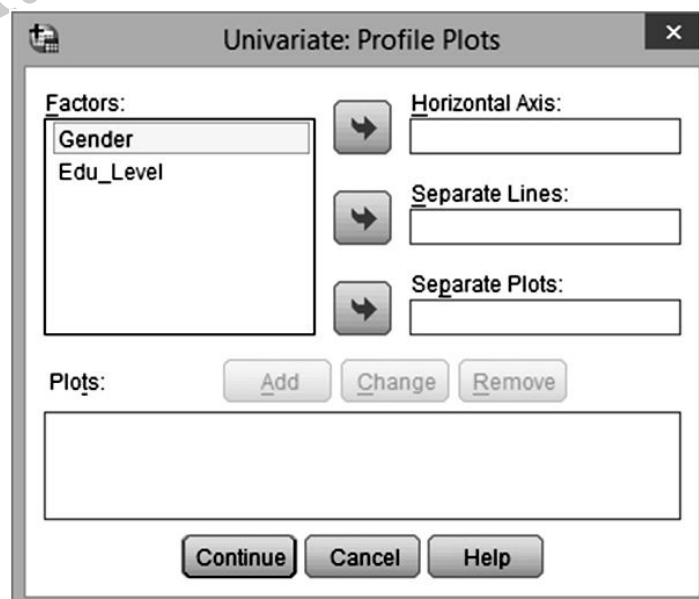 Univariate: Profile Plots
Factors:
Gender
Edu_Level
Horizontal Axis:
Separate Lines:
Separate Plots:
Plots:
Add
Change
Remove
Continue
Cancel
Help